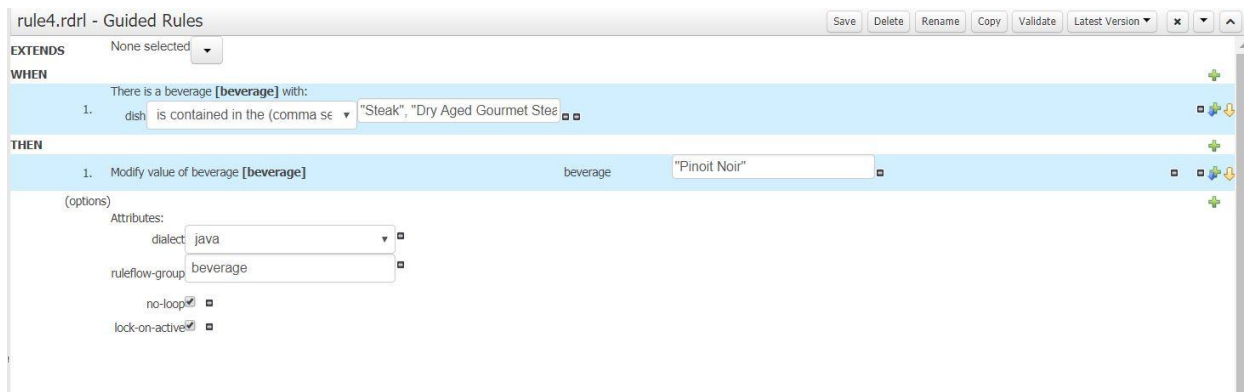 rule4.rdrl - Guided Rules Save Delete Rename Copy Validate Latest Version
EXTENDS None selected
WHEN
There is a beverage [beverage] with:
1. dish is contained in the (comma se "Steak", "Dry Aged Gourmet Stea
THEN
1. Modify value of beverage [beverage] beverage "Pinoit Noir"
(options)
Attributes:
dialect java
ruleflow-group beverage
no-loop
lock-on-active